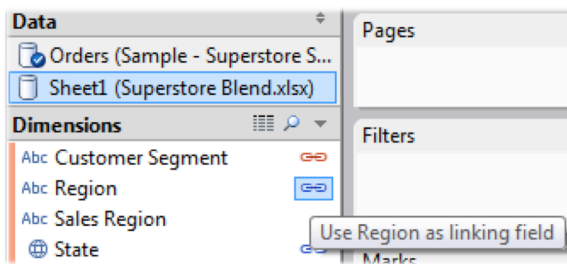 Data
Pages
Orders (Sample - Superstore S...
Sheet1 (Superstore Blend.xlsx)
Dimensions
Filters
Abc Customer Segment
Abc Region
Abc Sales Region
Use Region as linking field
State
Marks